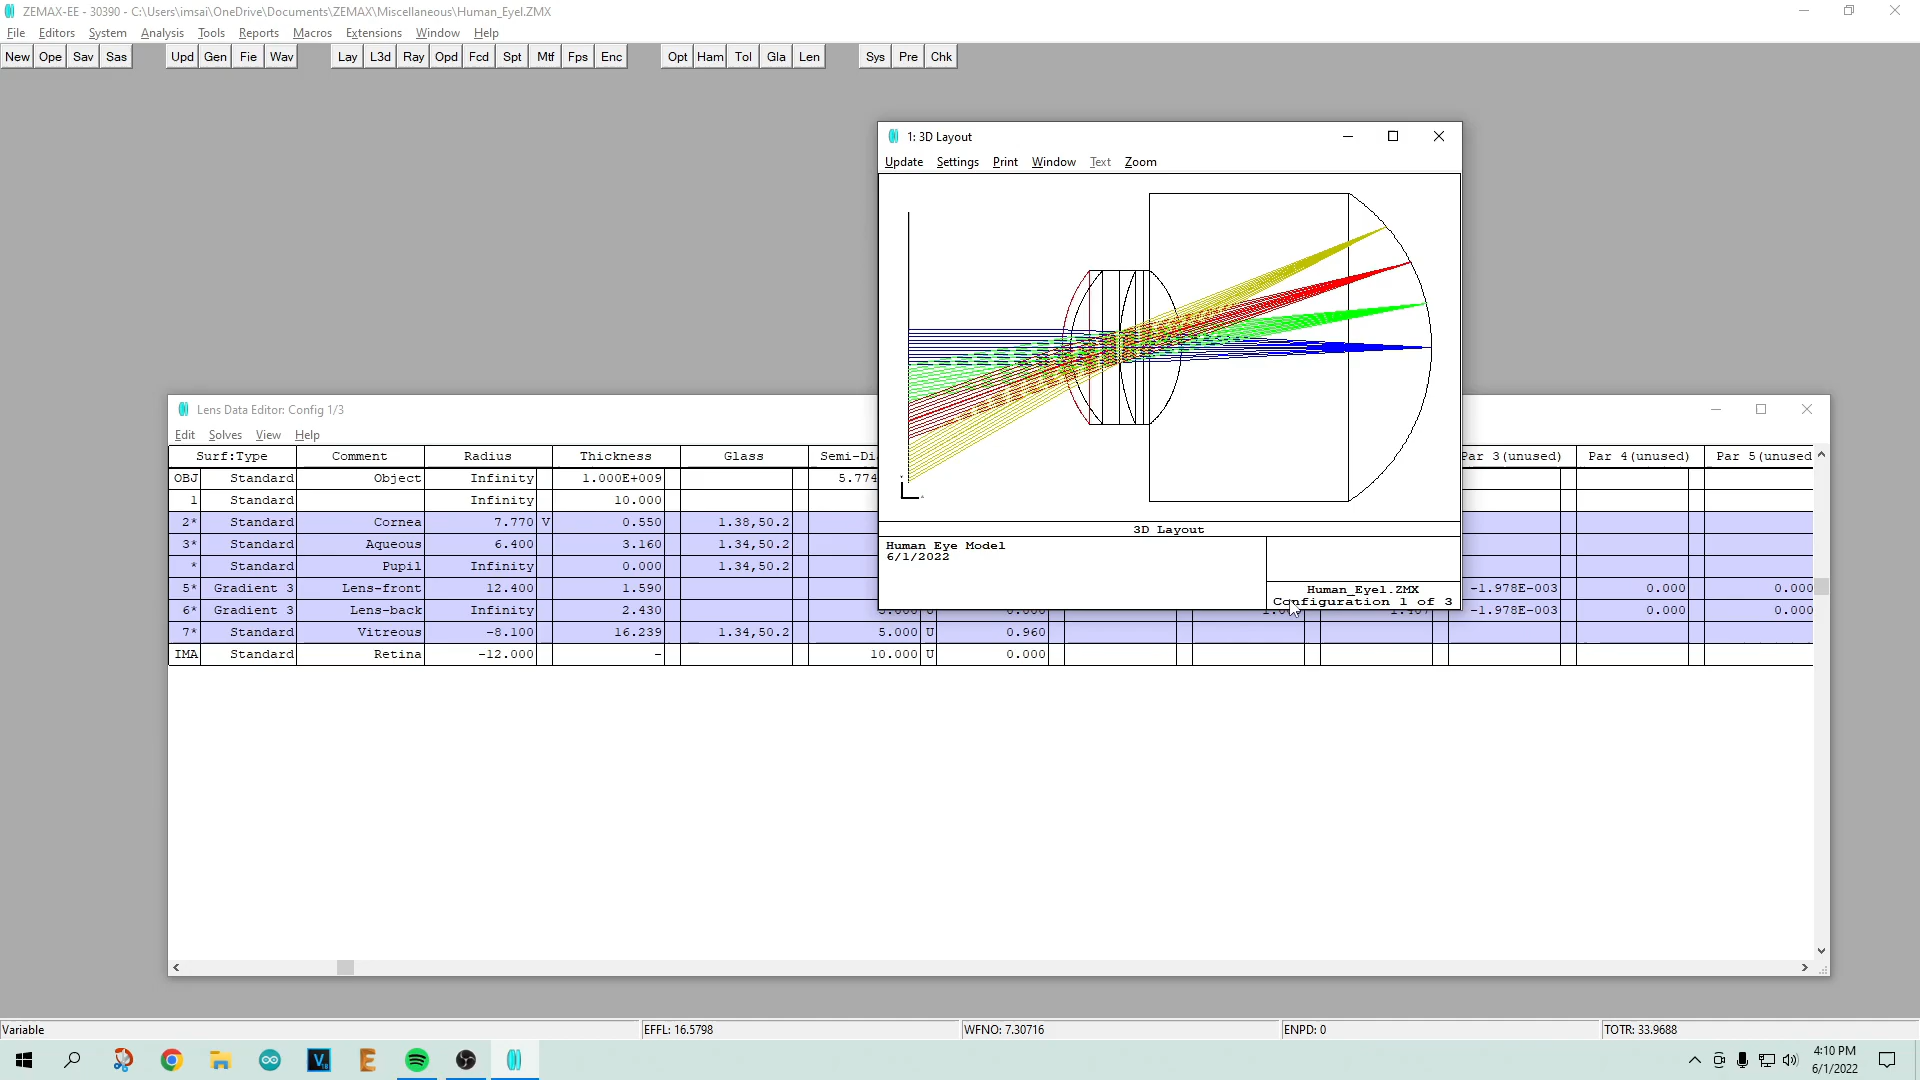 ZEMAX-EE - 30390 - C:\Users\imsai\OneDrive\Documents\ZEMAX\Miscellaneous\Human_Eyel.ZMX
File Editors System Analysis Tools Reports Macros Extensions Window Help
New Ope Sav Sas Upd Gen Fie Wav Lay L3d Ray Opd Fcd Spt Mtf Fps Enc Opt Ham Tol Gla Len Sys Pre Chk
1: 3D Layout
Update Settings Print Window Text Zoom
3D Layout
Human Eye Model
6/1/2022
Human_Eyel.ZMX
Configuration 1 of 3
Lens Data Editor: Config 1/3
Edit Solves View Help
Surf:Type Comment Radius Thickness Glass Semi-Di Par 3(unused) Par 4(unused) Par 5(unused
OBJ Standard Object Infinity 1.000E+009 5.774
1 Standard Infinity 10.000
2* Standard Cornea 7.770 V 0.550 1.38,50.2
3* Standard Aqueous 6.400 3.160 1.34,50.2
* Standard Pupil Infinity 0.000 1.34,50.2
5* Gradient 3 Lens-front 12.400 1.590 -1.978E-003 0.000 0.000
6* Gradient 3 Lens-back Infinity 2.430 -1.978E-003 0.000 0.000
7* Standard Vitreous -8.100 16.239 1.34,50.2 5.000 U 0.960
IMA Standard Retina -12.000 - 10.000 U 0.000
Variable EFFL: 16.5798 WFNO: 7.30716 ENPD: 0 TOTR: 33.9688
4:10 PM
6/1/2022